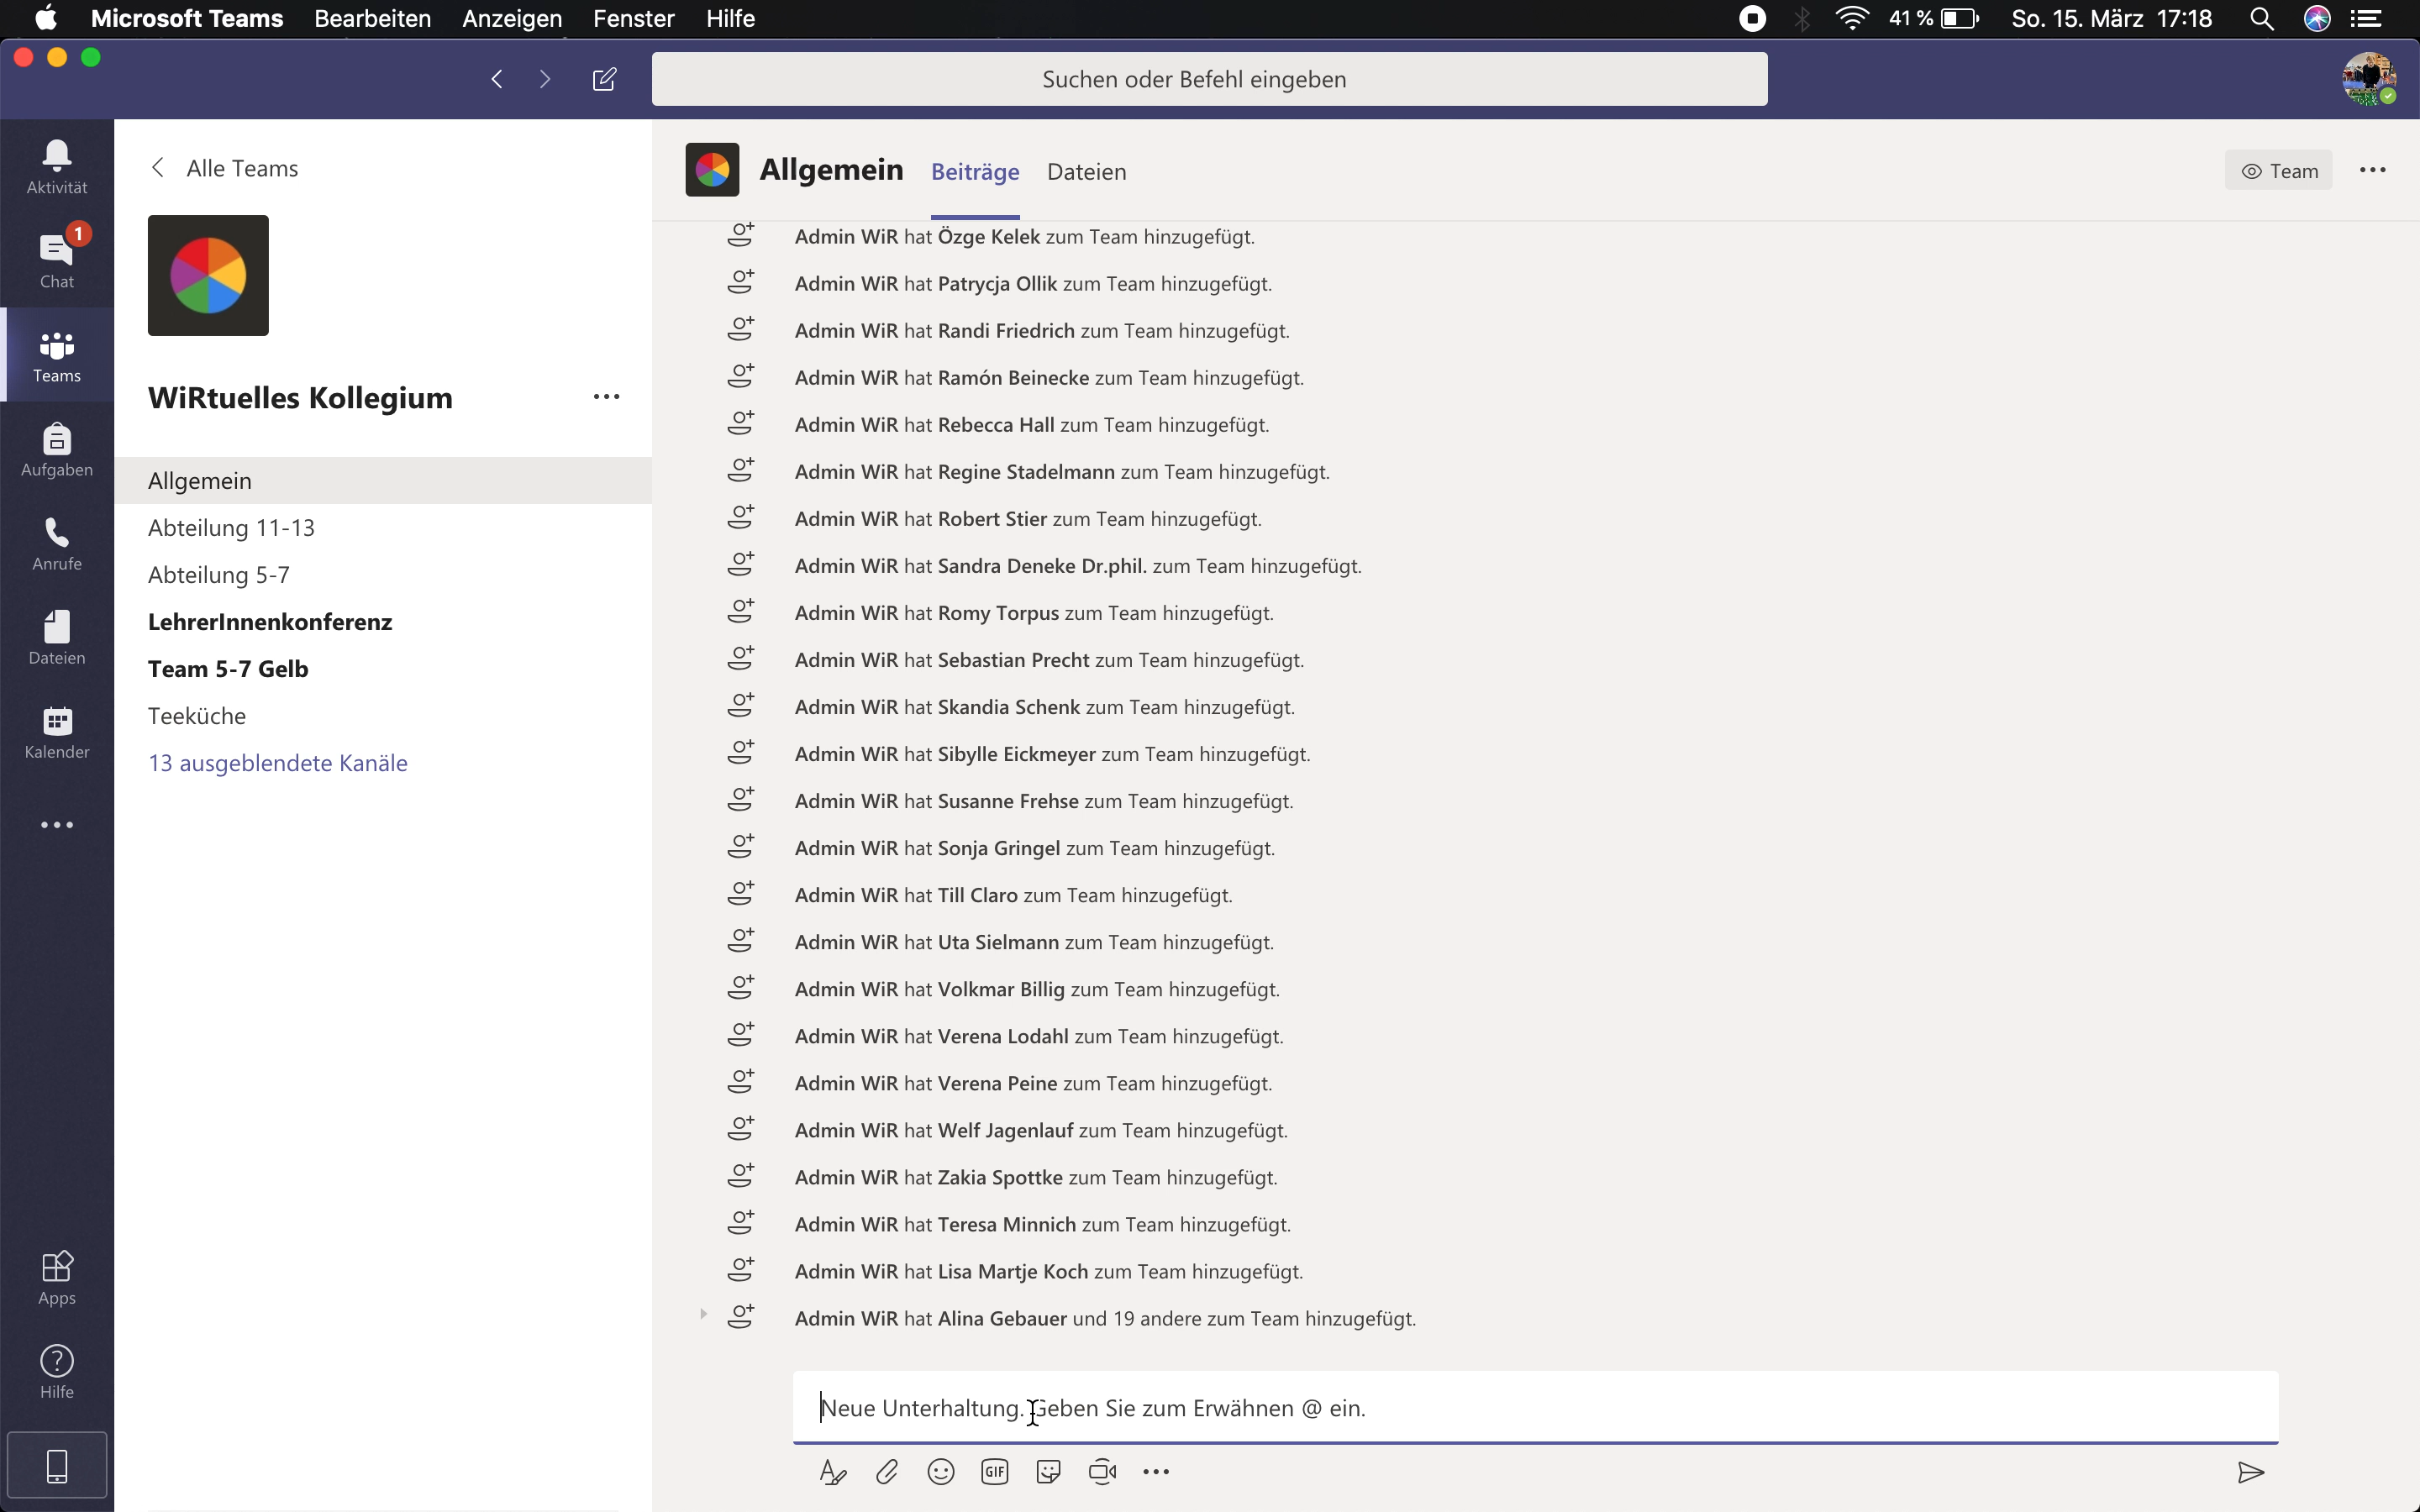 Microsoft Teams Bearbeiten Anzeigen Fenster Hilfe 41 % So. 15. März 17:18
Suchen oder Befehl eingeben
Aktivität
1
Chat
Teams
Aufgaben
Anrufe
Dateien
Kalender
Apps
Hilfe
Alle Teams
WiRtuelles Kollegium
Allgemein
Abteilung 11-13
Abteilung 5-7
LehrerInnenkonferenz
Team 5-7 Gelb
Teeküche
13 ausgeblendete Kanäle
Allgemein Beiträge Dateien Team
Admin WiR hat Özge Kelek zum Team hinzugefügt.
Admin WiR hat Patrycja Ollik zum Team hinzugefügt.
Admin WiR hat Randi Friedrich zum Team hinzugefügt.
Admin WiR hat Ramón Beinecke zum Team hinzugefügt.
Admin WiR hat Rebecca Hall zum Team hinzugefügt.
Admin WiR hat Regine Stadelmann zum Team hinzugefügt.
Admin WiR hat Robert Stier zum Team hinzugefügt.
Admin WiR hat Sandra Deneke Dr.phil. zum Team hinzugefügt.
Admin WiR hat Romy Torpus zum Team hinzugefügt.
Admin WiR hat Sebastian Precht zum Team hinzugefügt.
Admin WiR hat Skandia Schenk zum Team hinzugefügt.
Admin WiR hat Sibylle Eickmeyer zum Team hinzugefügt.
Admin WiR hat Susanne Frehse zum Team hinzugefügt.
Admin WiR hat Sonja Gringel zum Team hinzugefügt.
Admin WiR hat Till Claro zum Team hinzugefügt.
Admin WiR hat Uta Sielmann zum Team hinzugefügt.
Admin WiR hat Volkmar Billig zum Team hinzugefügt.
Admin WiR hat Verena Lodahl zum Team hinzugefügt.
Admin WiR hat Verena Peine zum Team hinzugefügt.
Admin WiR hat Welf Jagenlauf zum Team hinzugefügt.
Admin WiR hat Zakia Spottke zum Team hinzugefügt.
Admin WiR hat Teresa Minnich zum Team hinzugefügt.
Admin WiR hat Lisa Martje Koch zum Team hinzugefügt.
Admin WiR hat Alina Gebauer und 19 andere zum Team hinzugefügt.
Neue Unterhaltung. Geben Sie zum Erwähnen @ ein.
GIF